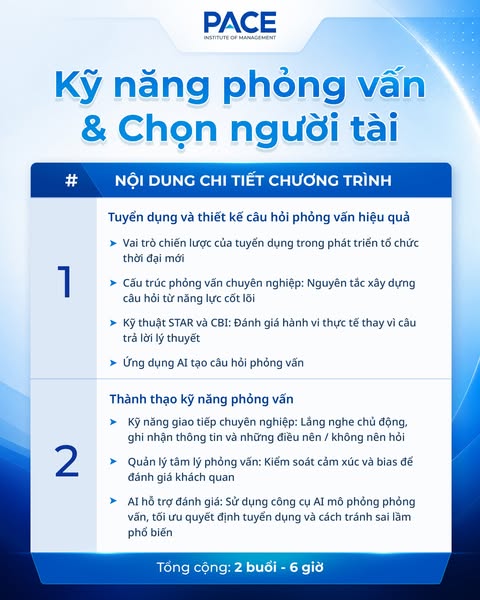 PACE
INSTITUTE OF MANAGEMENT
Kỹ năng phỏng vấn
& Chọn người tài
# NỘI DUNG CHI TIẾT CHƯƠNG TRÌNH
1
Tuyển dụng và thiết kế câu hỏi phỏng vấn hiệu quả
➤ Vai trò chiến lược của tuyển dụng trong phát triển tổ chức
thời đại mới
➤ Cấu trúc phỏng vấn chuyên nghiệp: Nguyên tắc xây dựng
câu hỏi từ năng lực cốt lõi
➤ Kỹ thuật STAR và CBI: Đánh giá hành vi thực tế thay vì câu
trả lời lý thuyết
➤ Ứng dụng AI tạo câu hỏi phỏng vấn
2
Thành thạo kỹ năng phỏng vấn
➤ Kỹ năng giao tiếp chuyên nghiệp: Lắng nghe chủ động,
ghi nhận thông tin và những điều nên / không nên hỏi
➤ Quản lý tâm lý phỏng vấn: Kiểm soát cảm xúc và bias để
đánh giá khách quan
➤ AI hỗ trợ đánh giá: Sử dụng công cụ AI mô phỏng phỏng
vấn, tối ưu quyết định tuyển dụng và cách tránh sai lầm
phổ biến
Tổng cộng: 2 buổi - 6 giờ